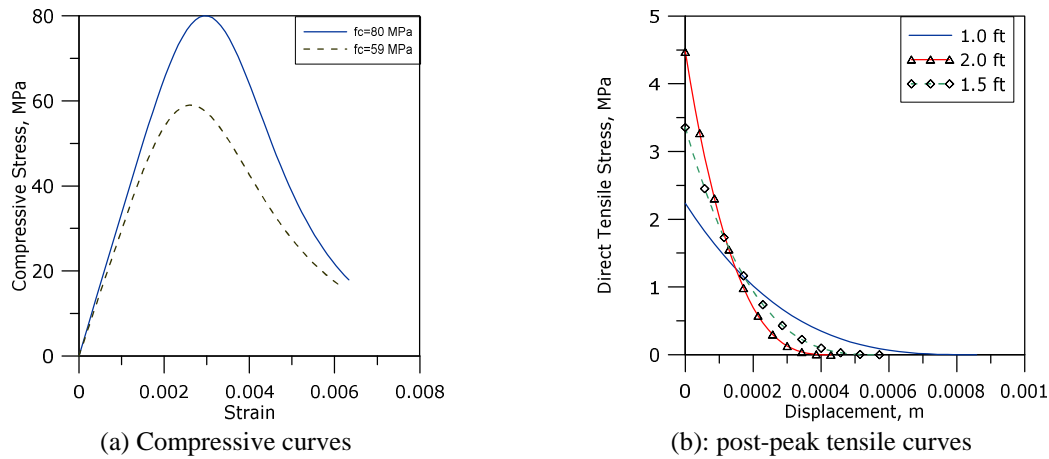 80
60
40
20
0
Compressive Stress, MPa
fc=80 MPa
fc=59 MPa
0 0.002 0.004 0.006 0.008
Strain
(a) Compressive curves
5
4
3
2
1
0
Direct Tensile Stress, MPa
1.0 ft
2.0 ft
1.5 ft
0 0.0002 0.0004 0.0006 0.0008 0.001
Displacement, m
(b): post-peak tensile curves